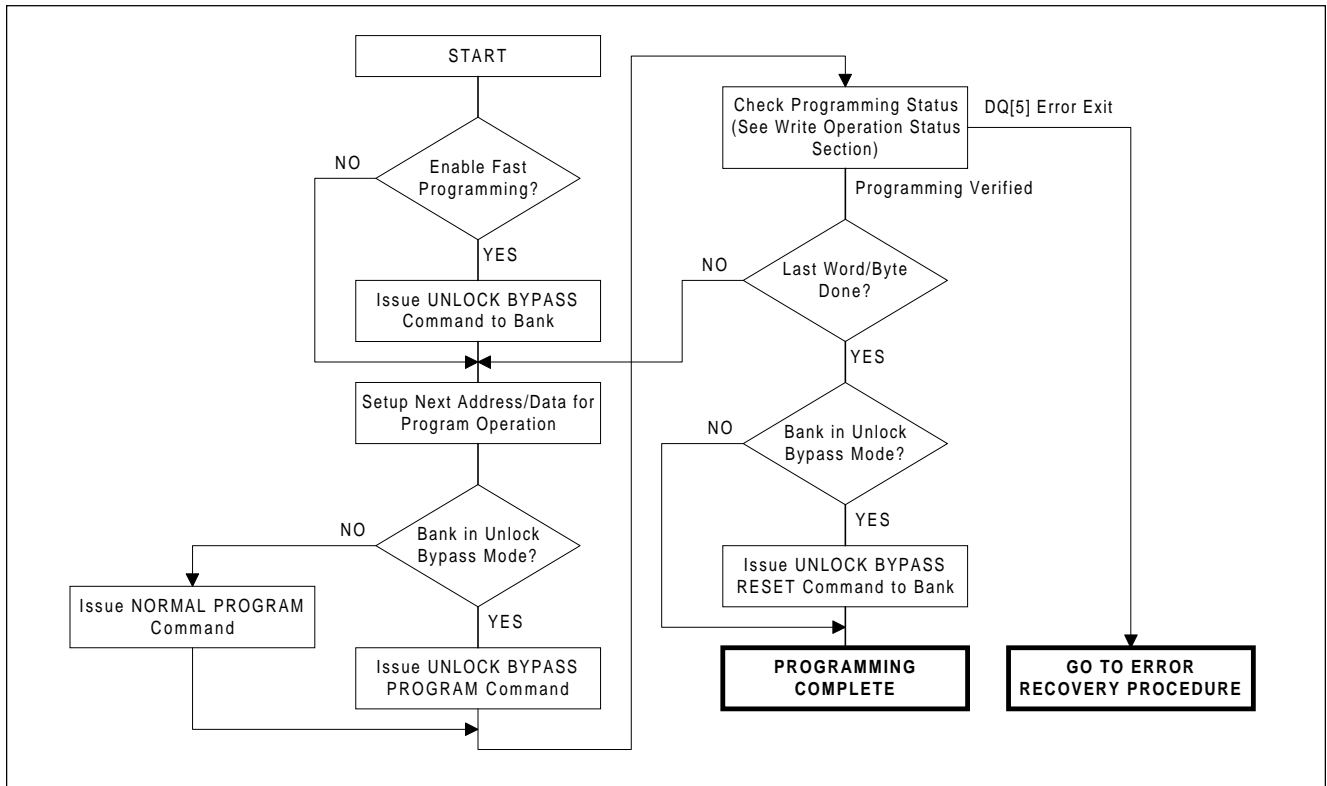 START
Enable Fast
Programming?
NO
YES
Issue UNLOCK BYPASS
Command to Bank
Setup Next Address/Data for
Program Operation
Bank in Unlock
Bypass Mode?
NO
Issue NORMAL PROGRAM
Command
YES
Issue UNLOCK BYPASS
PROGRAM Command
Check Programming Status
(See Write Operation Status
Section)
DQ[5] Error Exit
Programming Verified
Last Word/Byte
Done?
NO
YES
Bank in Unlock
Bypass Mode?
NO
YES
Issue UNLOCK BYPASS
RESET Command to Bank
PROGRAMMING
COMPLETE
GO TO ERROR
RECOVERY PROCEDURE